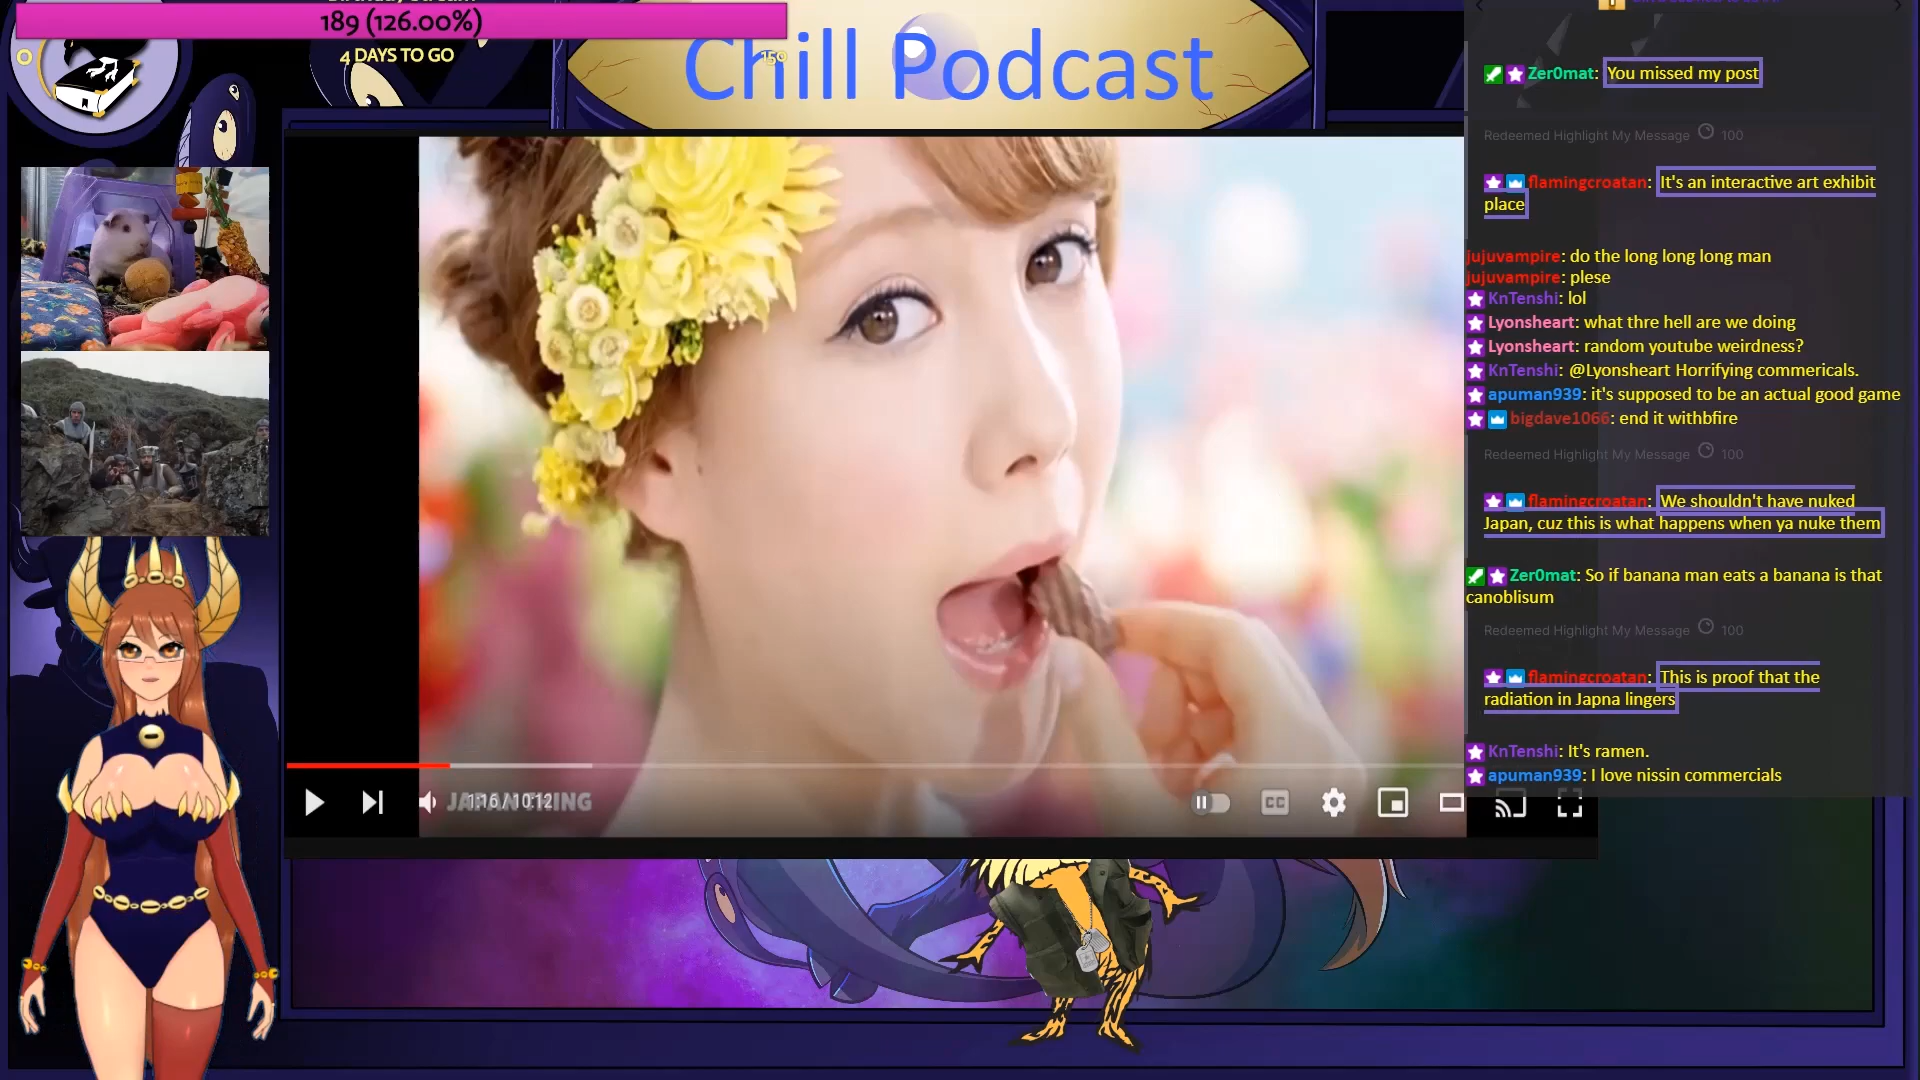 189 (126.00%)
4 DAYS TO GO
150
Chill Podcast
Zer0mat: You missed my post
Redeemed Highlight My Message 100
flamingcroatan: It's an interactive art exhibit
place
jujuvampire: do the long long long man
jujuvampire: plese
KnTenshi: lol
Lyonsheart: what thre hell are we doing
Lyonsheart: random youtube weirdness?
KnTenshi: @Lyonsheart Horrifying commericals.
apuman939: it's supposed to be an actual good game
bigdave1066: end it withbfire
Redeemed Highlight My Message 100
flamingcroatan: We shouldn't have nuked
Japan, cuz this is what happens when ya nuke them
Zer0mat: So if banana man eats a banana is that
canoblisum
Redeemed Highlight My Message 100
flamingcroatan: This is proof that the
radiation in Japna lingers
KnTenshi: It's ramen.
apuman939: I love nissin commercials
1:16 / 10:12
CC